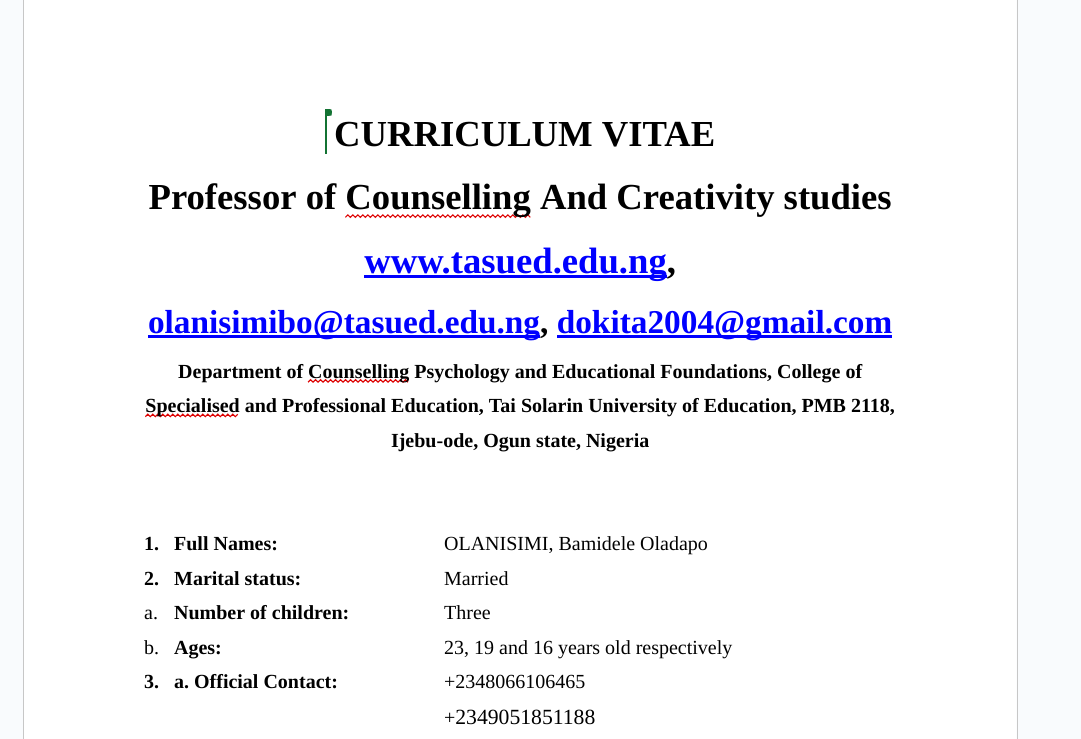 CURRICULUM VITAE
Professor of Counselling And Creativity studies
www.tasued.edu.ng,
olanisimibo@tasued.edu.ng, dokita2004@gmail.com
Department of Counselling Psychology and Educational Foundations, College of
Specialised and Professional Education, Tai Solarin University of Education, PMB 2118,
Ijebu-ode, Ogun state, Nigeria
1. Full Names: OLANISIMI, Bamidele Oladapo
2. Marital status: Married
a. Number of children: Three
b. Ages: 23, 19 and 16 years old respectively
3. a. Official Contact: +2348066106465
+2349051851188